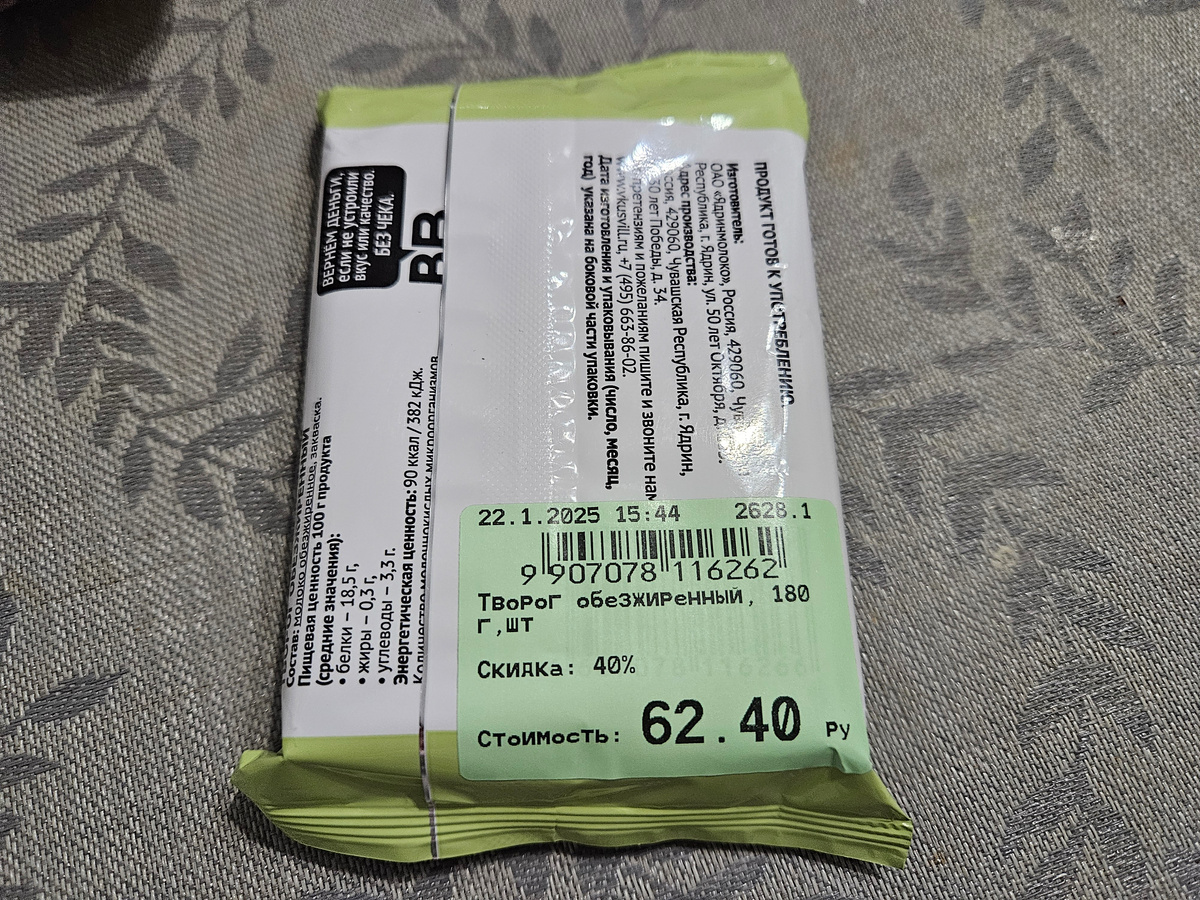 ПРОДУКТ ГОТОВ К УПОТРЕБЛЕНИЮ.
Изготовитель:
ОАО «Ядринмолоко», Россия, 429060,
Республика, г. Ядрин, ул. 50 лет Октября,
Адрес производства:
429060, Чувашская Республика, г. Ядрин,
50 лет Победы, д. 34.
претензиям и пожеланиям пишите и звоните нам
www.vkusvill.ru, +7 (495) 663-86-02.
Дата изготовления и упаковывания (число, месяц,
год) указана на боковой части упаковки.
ВЕРНЁМ ДЕНЬГИ,
если не устроили
вкус или качество.
БЕЗ ЧЕКА.
ВВ
ОБЕЗЖИРЕННЫЙ
Состав: молоко обезжиренное, закваска.
Пищевая ценность 100 г продукта
(средние значения):
• белки – 18,5 г,
• жиры – 0,3 г,
• углеводы – 3,3 г.
Энергетическая ценность: 90 ккал / 382 кДж.
Количество молочнокислых микроорганизмов
22.1.2025 15:44 2628.1
9 907078 116262
Творог обезжиренный, 180
г,шт
Скидка: 40%
Стоимость: 62.40 Ру